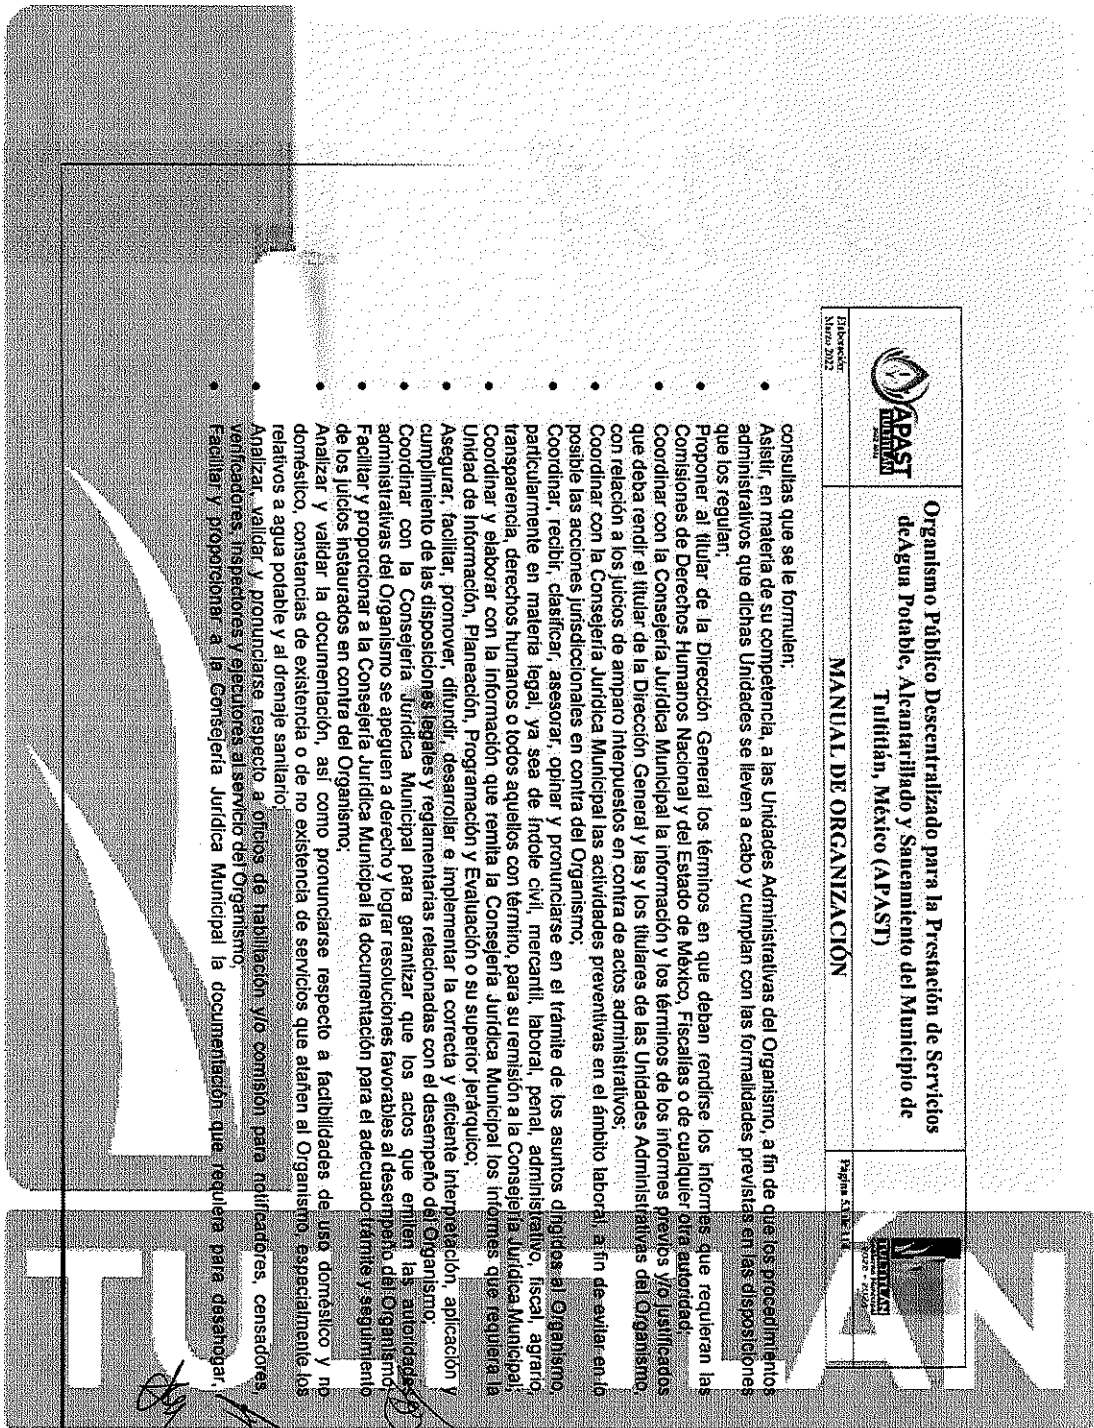 APAST
TULTITLÁN
Organismo Público Descentralizado para la Prestación de Servicios
deAgua Potable, Alcantarillado y Saneamiento del Municipio de
Tultitlán, México (APAST)
TULTITLÁN
Elaboración:
Marzo 2022
MANUAL DE ORGANIZACIÓN
Página
consultas que se le formulen;
• Asistir, en materia de su competencia, a las Unidades Administrativas del Organismo, a fin de que los procedimientos
administrativos que dichas Unidades se lleven a cabo y cumplan con las formalidades previstas en las disposiciones
que los regulan;
• Proponer al titular de la Dirección General los términos en que deban rendirse los informes que requieran las
Comisiones de Derechos Humanos Nacional y del Estado de México, Fiscalías o de cualquier otra autoridad;
• Coordinar con la Consejería Jurídica Municipal la información y los términos de los informes previos y/o justificados
que deba rendir el titular de la Dirección General y las y los titulares de las Unidades Administrativas del Organismo,
con relación a los juicios de amparo interpuestos en contra de actos administrativos;
• Coordinar con la Consejería Jurídica Municipal las actividades preventivas en el ámbito laboral, a fin de evitar en lo
posible las acciones jurisdiccionales en contra del Organismo;
• Coordinar, recibir, clasificar, asesorar, opinar y pronunciarse en el trámite de los asuntos dirigidos al Organismo,
particularmente en materia legal, ya sea de índole civil, mercantil, laboral, penal, administrativo, fiscal, agrario,
transparencia, derechos humanos o todos aquellos con término, para su remisión a la Consejería Jurídica Municipal;
• Coordinar y elaborar con la información que remita la Consejería Jurídica Municipal los informes que requiera la
Unidad de Información, Planeación, Programación y Evaluación o su superior jerárquico;
• Asegurar, facilitar, promover, difundir, desarrollar e implementar la correcta y eficiente interpretación, aplicación y
cumplimiento de las disposiciones legales y reglamentarias relacionadas con el desempeño del Organismo;
• Coordinar con la Consejería Jurídica Municipal para garantizar que los actos que emiten las autoridades
administrativas del Organismo se apeguen a derecho y lograr resoluciones favorables al desempeño del Organismo;
• Facilitar y proporcionar a la Consejería Jurídica Municipal la documentación para el adecuado trámite y seguimiento
de los juicios instaurados en contra del Organismo;
• Analizar y validar la documentación, así como pronunciarse respecto a factibilidades de uso doméstico y no
doméstico, constancias de existencia o de no existencia de servicios que atañen al Organismo, especialmente los
relativos a agua potable y al drenaje sanitario;
• Analizar, validar y pronunciarse respecto a oficios de habilitación y/o comisión para notificadores, censadores,
verificadores, inspectores y ejecutores al servicio del Organismo;
• Facilitar y proporcionar a la Consejería Jurídica Municipal la documentación que requiera para desahogar,
TULTITLÁN